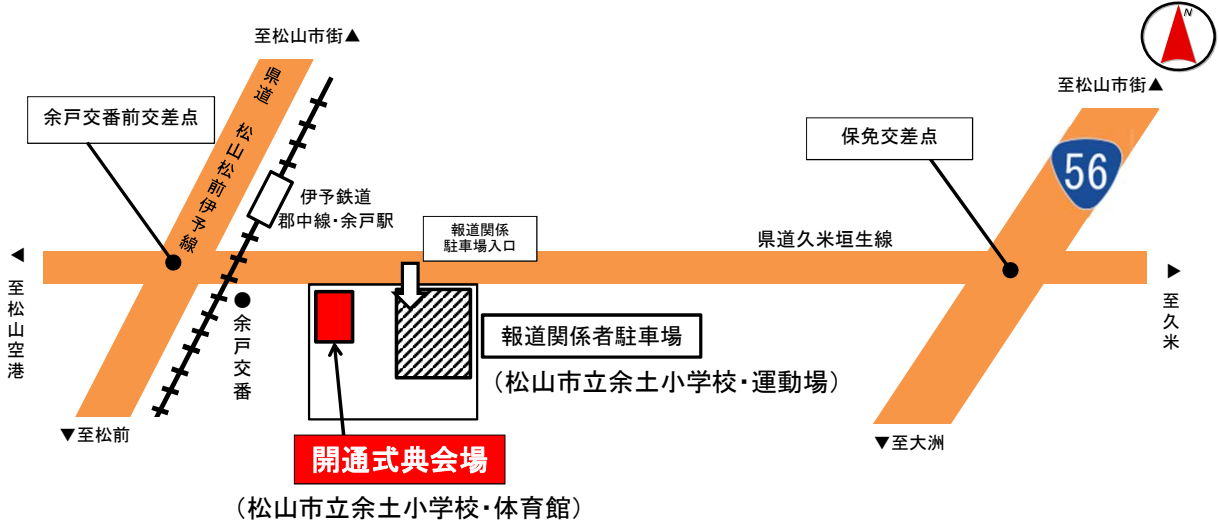 至松山市街▲
N
至松山市街▲
県道 松山松前伊予線
余戸交番前交差点
保免交差点
56
伊予鉄道
郡中線・余戸駅
報道関係
駐車場入口
県道久米垣生線
◀至松山空港
▶至久米
●余戸交番
報道関係者駐車場
（松山市立余土小学校・運動場）
▼至松前
▼至大洲
開通式典会場
（松山市立余土小学校・体育館）